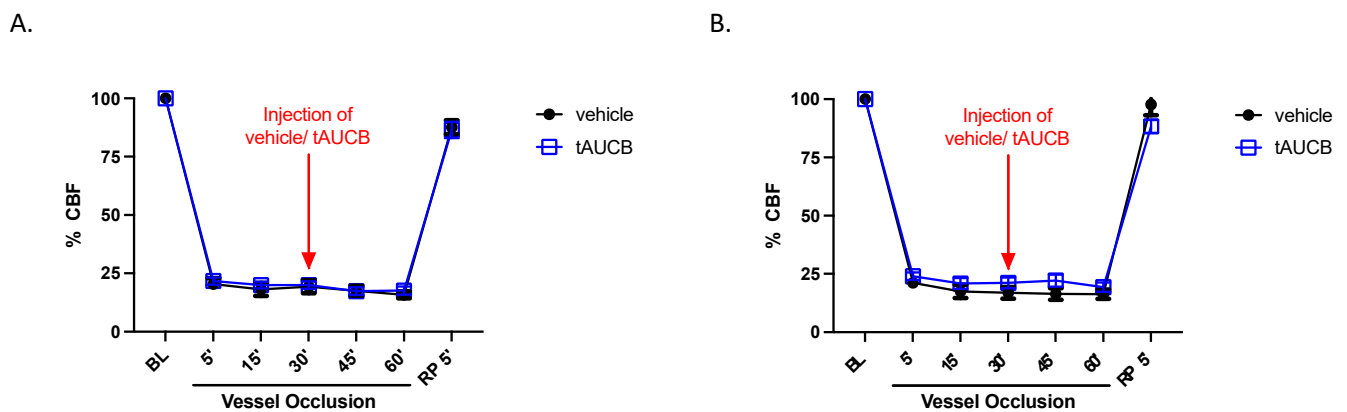 A.
100
75
50
25
0
% CBF
Injection of
vehicle/ tAUCB
vehicle
tAUCB
BL
5'
15'
30'
45'
60'
RP 5'
Vessel Occlusion
B.
100
75
50
25
0
% CBF
Injection of
vehicle/ tAUCB
vehicle
tAUCB
BL
5
15
30'
45
60'
RP 5
Vessel Occlusion